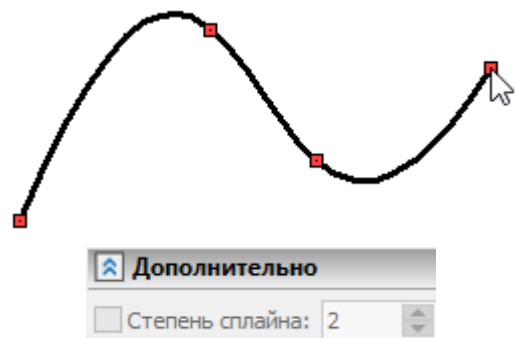 Дополнительно
Степень сплайна: 2